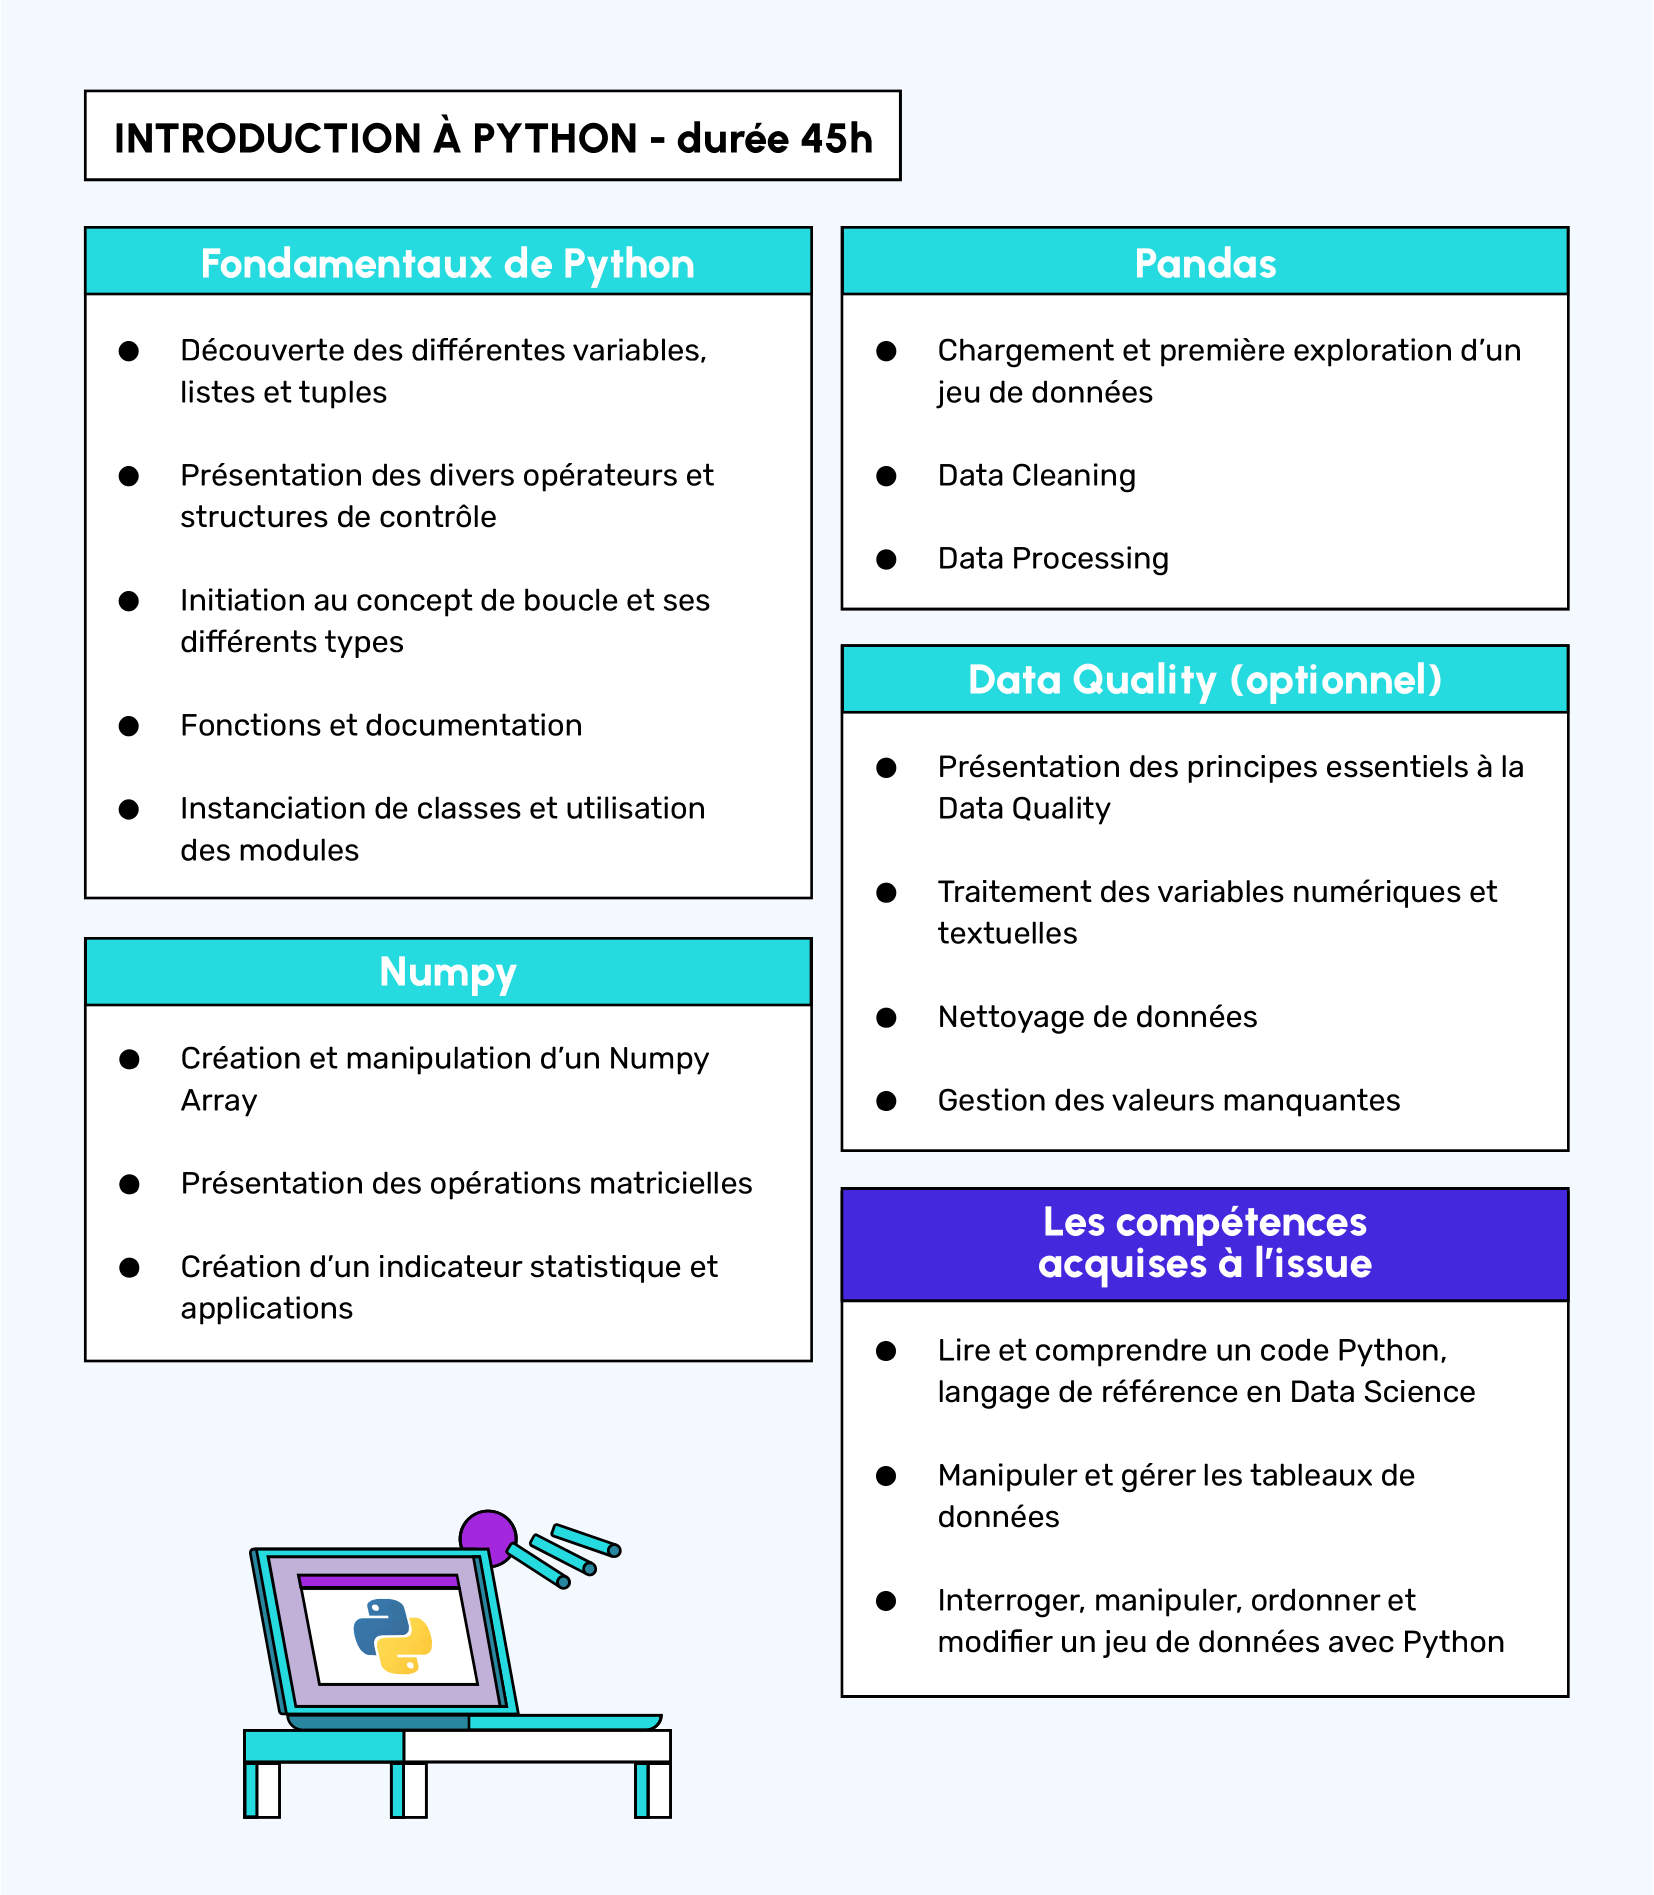 INTRODUCTION À PYTHON - durée 45h
Fondamentaux de Python
● Découverte des différentes variables,
listes et tuples
● Présentation des divers opérateurs et
structures de contrôle
● Initiation au concept de boucle et ses
différents types
● Fonctions et documentation
● Instanciation de classes et utilisation
des modules
Numpy
● Création et manipulation d’un Numpy
Array
● Présentation des opérations matricielles
● Création d’un indicateur statistique et
applications
Pandas
● Chargement et première exploration d’un
jeu de données
● Data Cleaning
● Data Processing
Data Quality (optionnel)
● Présentation des principes essentiels à la
Data Quality
● Traitement des variables numériques et
textuelles
● Nettoyage de données
● Gestion des valeurs manquantes
Les compétences
acquises à l’issue
● Lire et comprendre un code Python,
langage de référence en Data Science
● Manipuler et gérer les tableaux de
données
● Interroger, manipuler, ordonner et
modifier un jeu de données avec Python